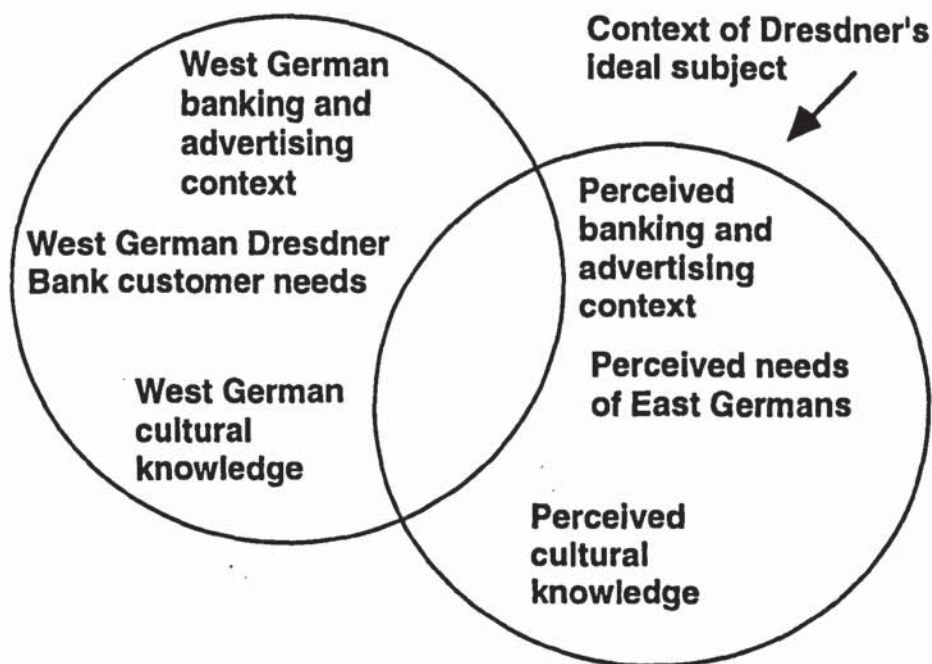 Context of Dresdner's
ideal subject
West German
banking and
advertising
context
West German Dresdner
Bank customer needs
West German
cultural
knowledge
Perceived
banking and
advertising
context
Perceived needs
of East Germans
Perceived
cultural
knowledge